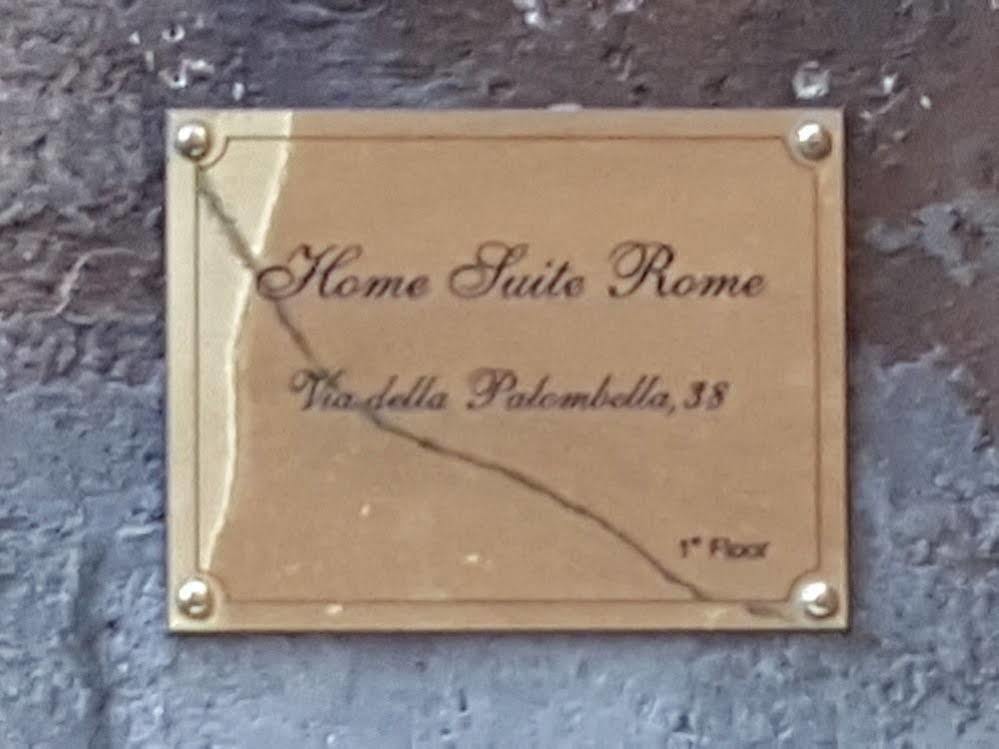 Home Suite Rome
Via della Palombella, 38
1° Floor